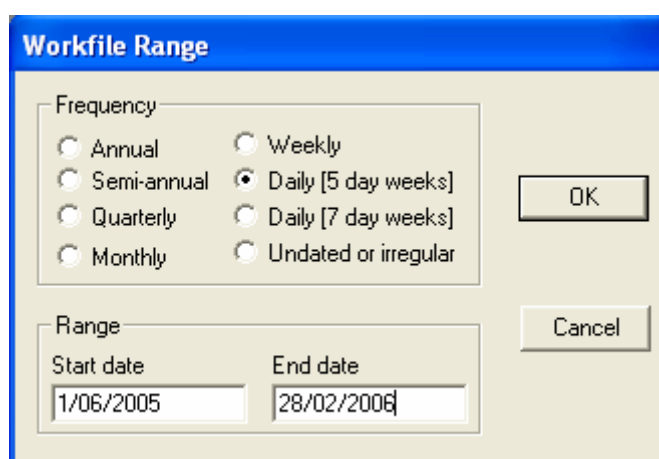 Workfile Range
Frequency
Annual
Weekly
Semi-annual
Daily [5 day weeks]
Quarterly
Daily [7 day weeks]
Monthly
Undated or irregular
OK
Range
Start date
End date
1/06/2005
28/02/2006
Cancel